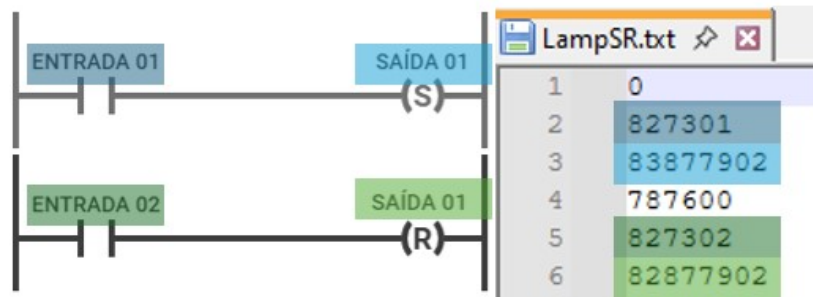 ENTRADA 01
SAÍDA 01
(S)
ENTRADA 02
SAÍDA 01
(R)
LampSR.txt
1 0
2 827301
3 83877902
4 787600
5 827302
6 82877902